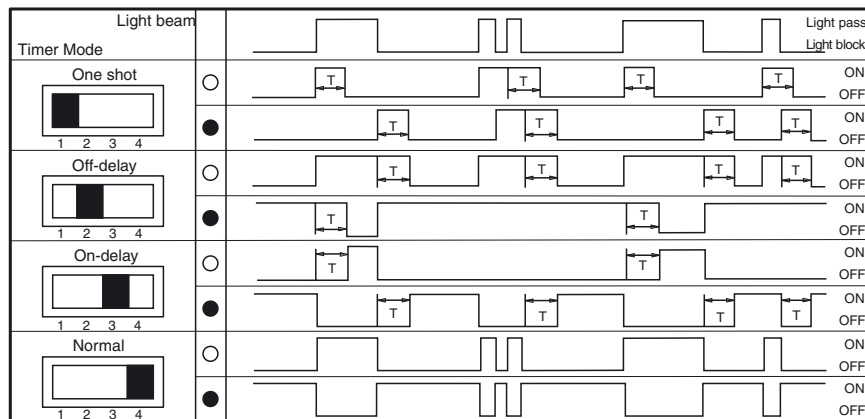 Light beam
Timer Mode
Light pass
Light block
One shot
1 2 3 4
T T T T
ON
OFF
T T T T
ON
OFF
Off-delay
1 2 3 4
T T T T
ON
OFF
T T
ON
OFF
On-delay
1 2 3 4
T T
ON
OFF
T T T T
ON
OFF
Normal
1 2 3 4
ON
OFF
ON
OFF